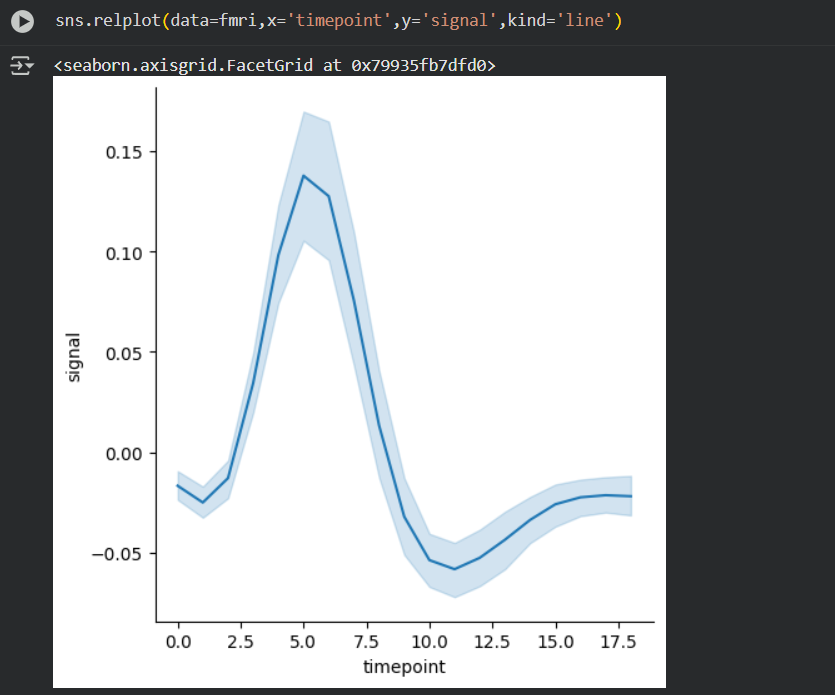 sns.relplot(data=fmri,x='timepoint',y='signal',kind='line')
<seaborn.axisgrid.FacetGrid at 0x79935fb7dfd0>
0.15
0.10
0.05
0.00
−0.05
signal
0.0 2.5 5.0 7.5 10.0 12.5 15.0 17.5
timepoint